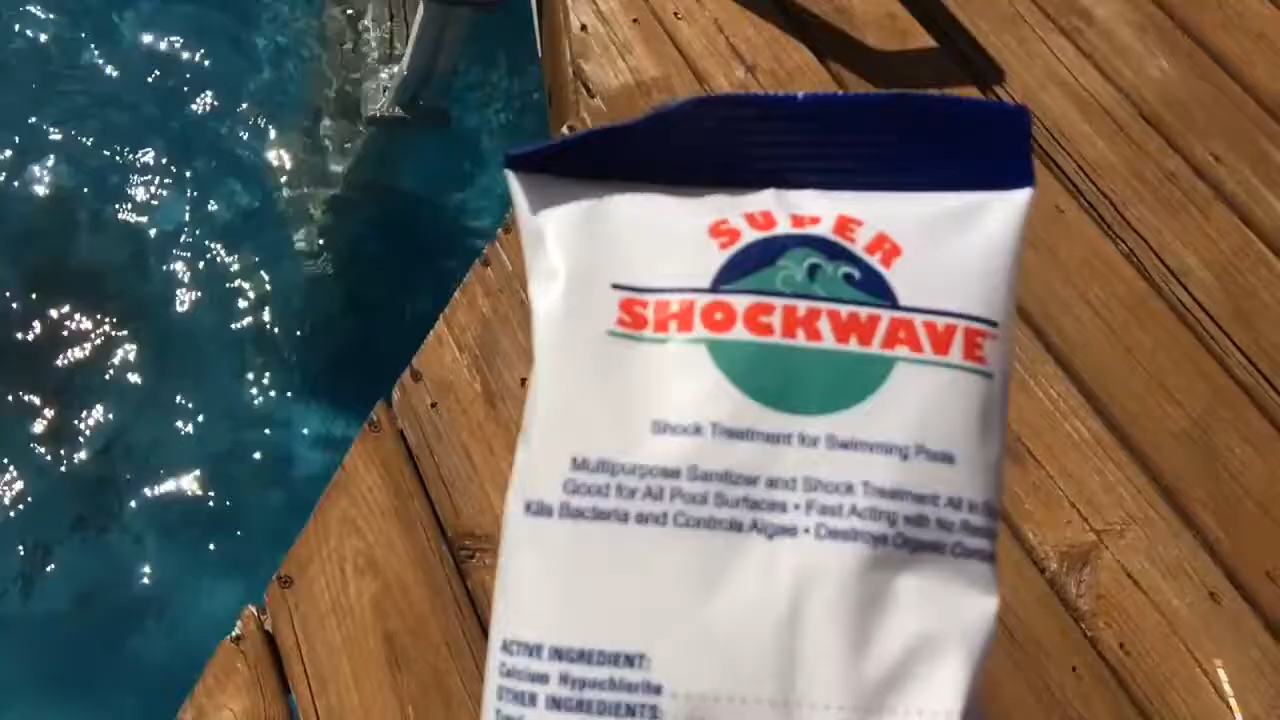 SUPER
SHOCKWAVE
Shock Treatment for Swimming Pools
Multipurpose Sanitizer and Shock Treatment All in
Good for All Pool Surfaces • Fast Acting with No
Kills Bacteria and Controls Algae • Destroys Organic
ACTIVE INGREDIENT:
Calcium Hypochlorite
OTHER INGREDIENTS: